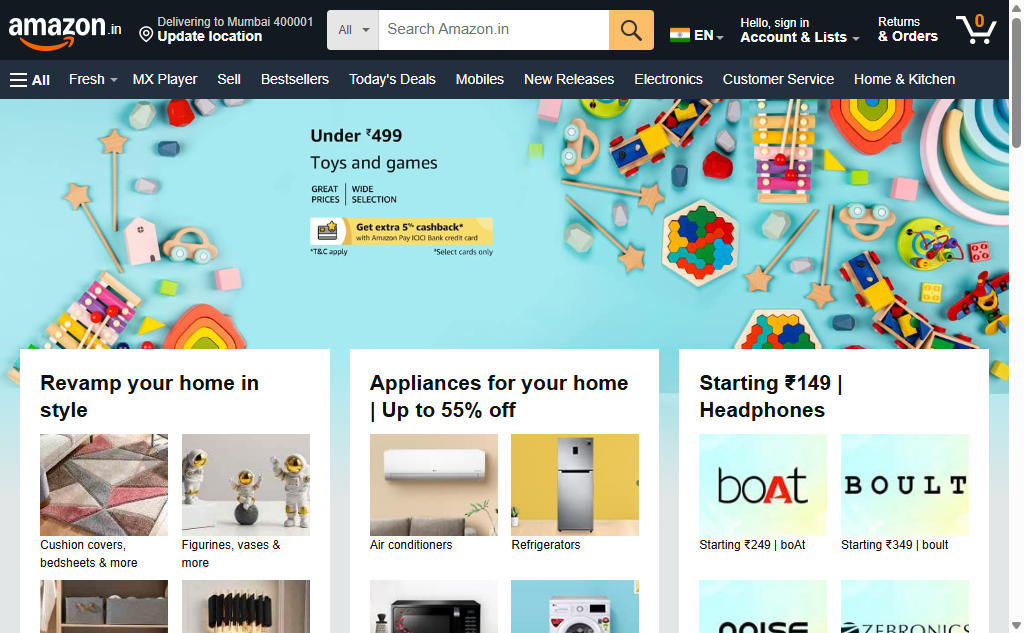 amazon.in
Delivering to Mumbai 400001
Update location
All
Search Amazon.in
EN
Hello, sign in
Account & Lists
Returns
& Orders
0
All
Fresh
MX Player
Sell
Bestsellers
Today's Deals
Mobiles
New Releases
Electronics
Customer Service
Home & Kitchen
Under ₹499
Toys and games
GREAT PRICES
WIDE SELECTION
Get extra 5%* cashback*
with Amazon Pay ICICI Bank credit card
*T&C apply
*Select cards only
Revamp your home in
style
Cushion covers,
bedsheets & more
Figurines, vases &
more
Appliances for your home
| Up to 55% off
Air conditioners
Refrigerators
Starting ₹149 |
Headphones
boAt
BOULT
Starting ₹249 | boAt
Starting ₹349 | boult
noise
ZEBRONICS